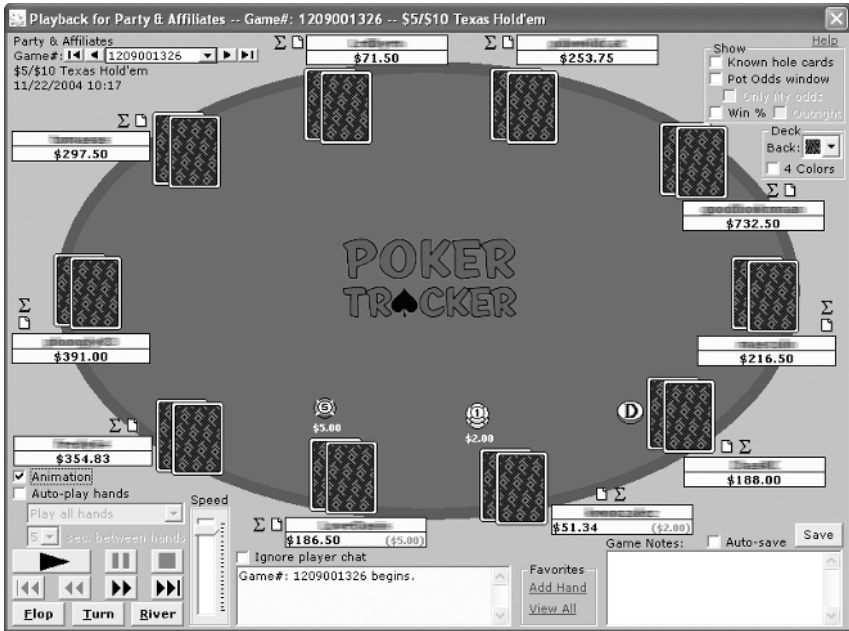 Playback for Party & Affiliates -- Game#: 1209001326 -- $5/$10 Texas Hold'em
Party & Affiliates
Game#: 1209001326
$5/$10 Texas Hold'em
11/22/2004 10:17
$71.50
$253.75
Help
Show
Known hole cards
Pot Odds window
Only My odds
Win % Outright
Deck
Back:
4 Colors
$297.50
$732.50
POKER
TRACKER
$391.00
$216.50
5
$5.00
1
$2.00
D
$354.83
$188.00
Animation
Auto-play hands
Play all hands
5 sec. between hands
Speed
$186.50 ($5.00)
$51.34 ($2.00)
Ignore player chat
Game#: 1209001326 begins.
Favorites
Add Hand
View All
Game Notes: Auto-save Save
Flop Turn River